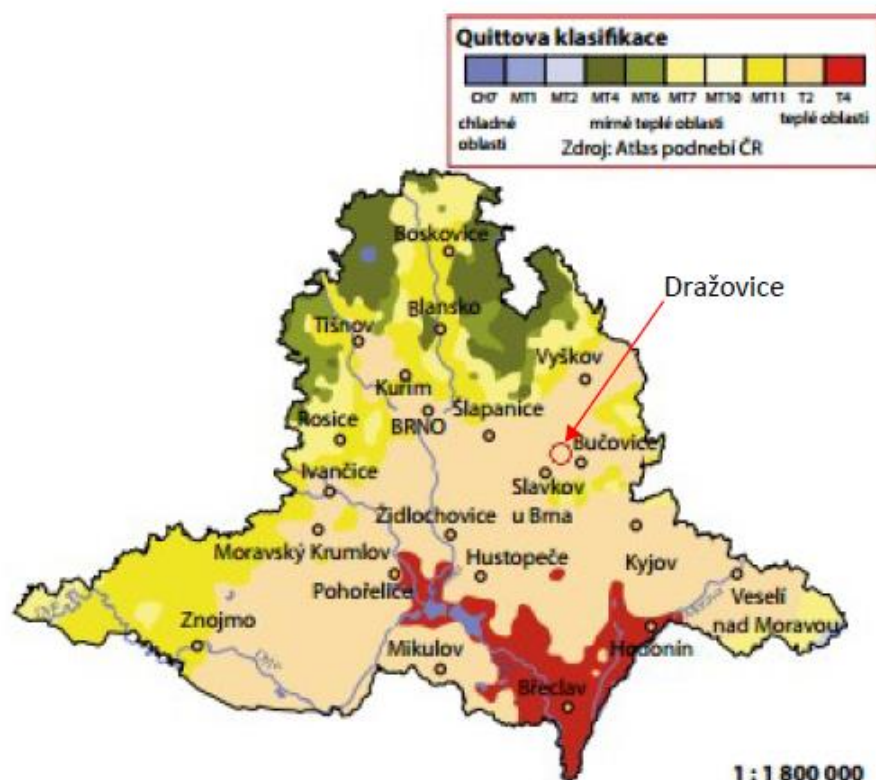 Quittova klasifikace
CH7 MT1 MT2 MT4 MT6 MT7 MT10 MT11 T2 T4
chladné oblasti mírně teplé oblasti teplé oblasti
Zdroj: Atlas podnebí ČR
Boskovice
Dražovice
Blansko
Tišnov
Vyškov
Kuřim
Šlapanice
BRNO
Rosice
Bučovice
Ivančice
Slavkov
u Brna
Židlochovice
Moravský Krumlov
Hustopeče
Kyjov
Pohořelice
Veselí
nad Moravou
Znojmo
Hodonín
Mikulov
Dyje
Břeclav
1 : 1 800 000